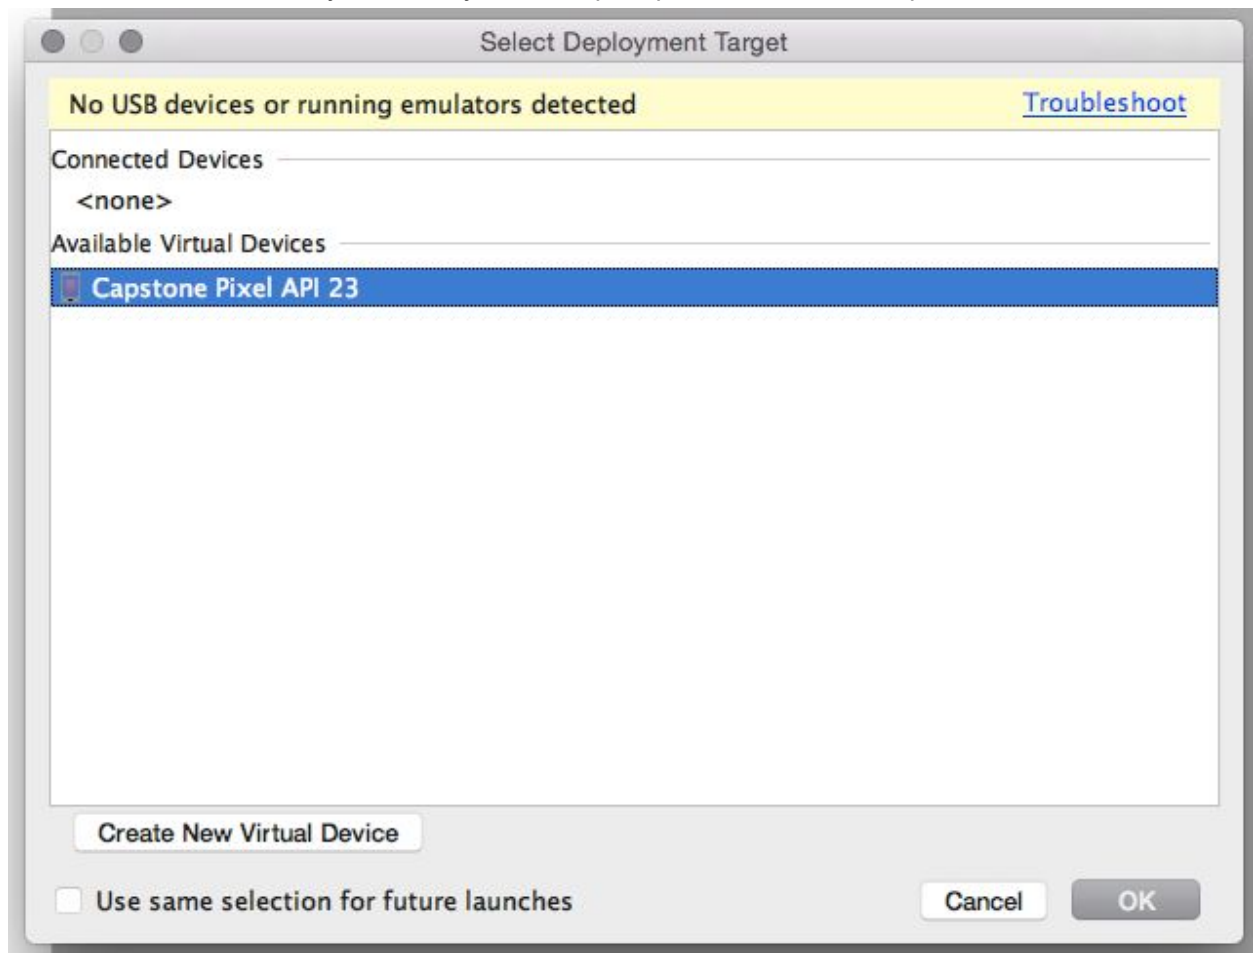 Select Deployment Target
No USB devices or running emulators detected Troubleshoot
Connected Devices
<none>
Available Virtual Devices
Capstone Pixel API 23
Create New Virtual Device
Use same selection for future launches
Cancel OK